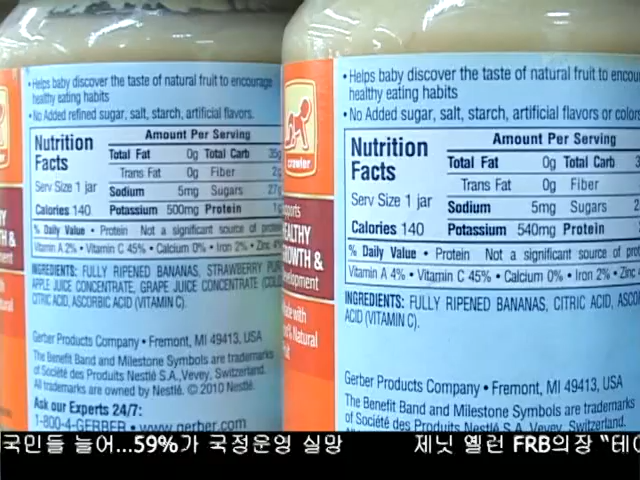 • Helps baby discover the taste of natural fruit to encourage
healthy eating habits
• No Added refined sugar, salt, starch, artificial flavors.
Nutrition
Facts
Serv Size 1 jar
Calories 140
Amount Per Serving
Total Fat 0g Total Carb 35g
Trans Fat 0g Fiber 2g
Sodium 5mg Sugars 27g
Potassium 500mg Protein 1g
% Daily Value • Protein Not a significant source of
Vitamin A 2% • Vitamin C 45% • Calcium 0% • Iron 2% • Zinc
INGREDIENTS: FULLY RIPENED BANANAS, STRAWBERRY
APPLE JUICE CONCENTRATE, GRAPE JUICE CONCENTRATE
CITRIC ACID, ASCORBIC ACID (VITAMIN C).
Gerber Products Company • Fremont, MI 49413, USA
The Benefit Band and Milestone Symbols are trademarks
of Société des Produits Nestlé S.A., Vevey, Switzerland.
All trademarks are owned by Nestlé. © 2010 Nestlé.
Ask our Experts 24/7:
1-800-4-GERBER • www.gerber.com
crawler
• Helps baby discover the taste of natural fruit to encou
healthy eating habits
• No Added sugar, salt, starch, artificial flavors or colors
Nutrition
Facts
Serv Size 1 jar
Calories 140
Amount Per Serving
Total Fat 0g Total Carb 3
Trans Fat 0g Fiber
Sodium 5mg Sugars 2
Potassium 540mg Protein
% Daily Value • Protein Not a significant source of prot
Vitamin A 4% • Vitamin C 45% • Calcium 0% • Iron 2% • Zinc
INGREDIENTS: FULLY RIPENED BANANAS, CITRIC ACID, ASCO
ACID (VITAMIN C).
Gerber Products Company • Fremont, MI 49413, USA
The Benefit Band and Milestone Symbols are trademarks
of Société des Produits Nestlé S.A., Vevey, Switzerland.
국민들 늘어...59%가 국정운영 실망 제닛 옐런 FRB의장 “테